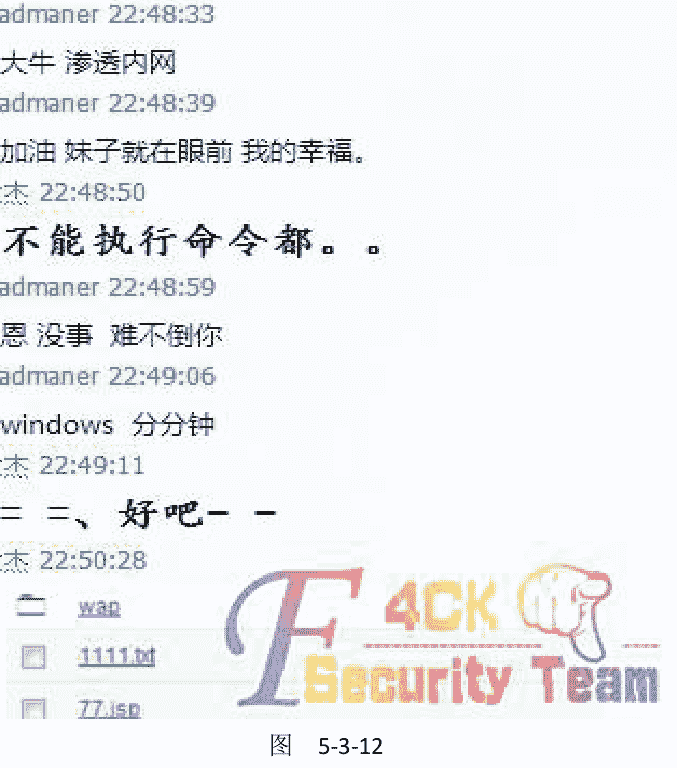 admaner 22:48:33
大牛 渗透内网
admaner 22:48:39
加油 妹子就在眼前 我的幸福。
杰 22:48:50
不能执行命令都。。
admaner 22:48:59
恩 没事 难不倒你
admaner 22:49:06
windows 分分钟
杰 22:49:11
= =、好吧- -
杰 22:50:28
wap
1111.txt
77.jsp
F4CK
Security Team
图 5-3-12